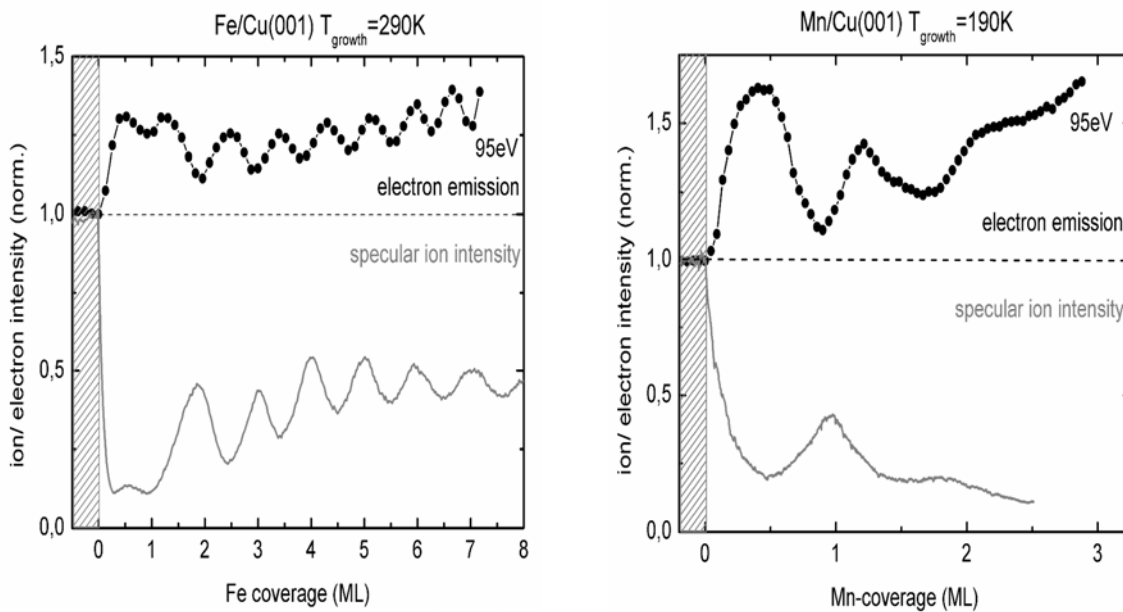 Fe/Cu(001) T_growth=290K
ion/ electron intensity (norm.)
1,5
1,0
0,5
0,0
95eV
electron emission
specular ion intensity
0 1 2 3 4 5 6 7 8
Fe coverage (ML)
Mn/Cu(001) T_growth=190K
ion/ electron intensity (norm.)
1,5
1,0
0,5
0,0
95eV
electron emission
specular ion intensity
0 1 2 3
Mn-coverage (ML)